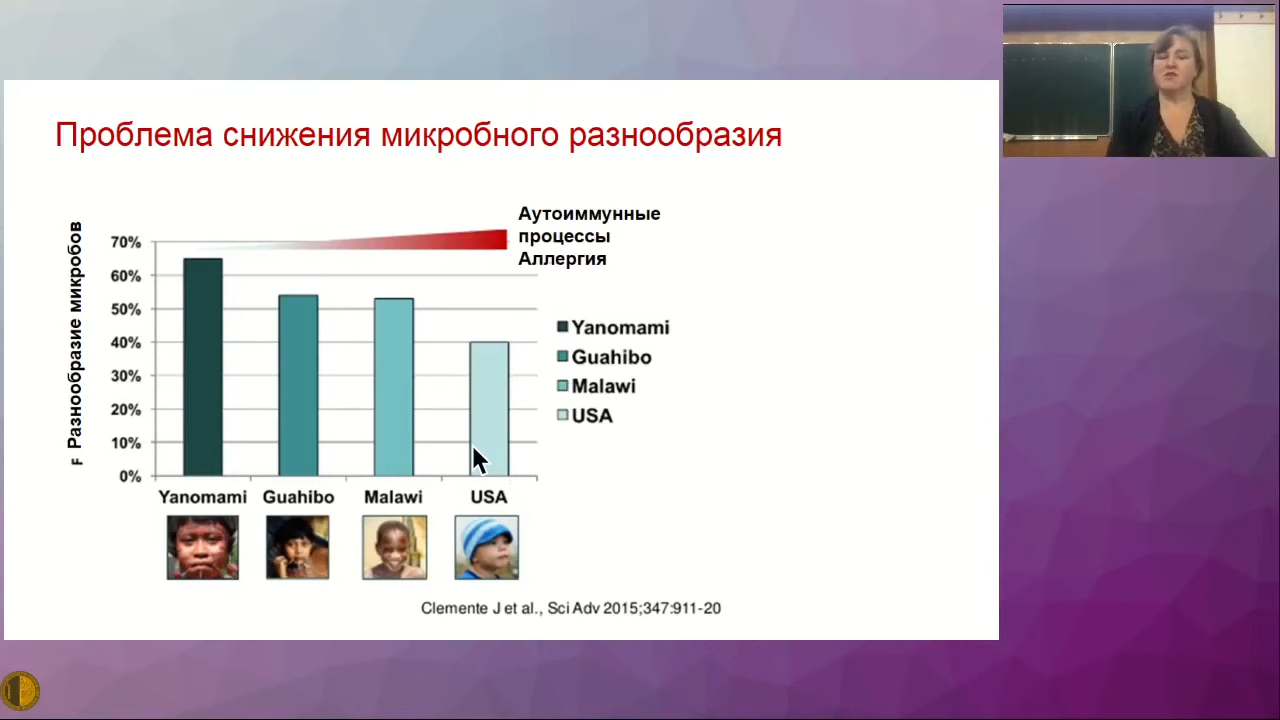 Проблема снижения микробного разнообразия
Аутоиммунные
процессы
Аллергия
F Разнообразие микробов
70%
60%
50%
40%
30%
20%
10%
0%
Yanomami
Guahibo
Malawi
USA
Yanomami Guahibo Malawi USA
Clemente J et al., Sci Adv 2015;347:911-20